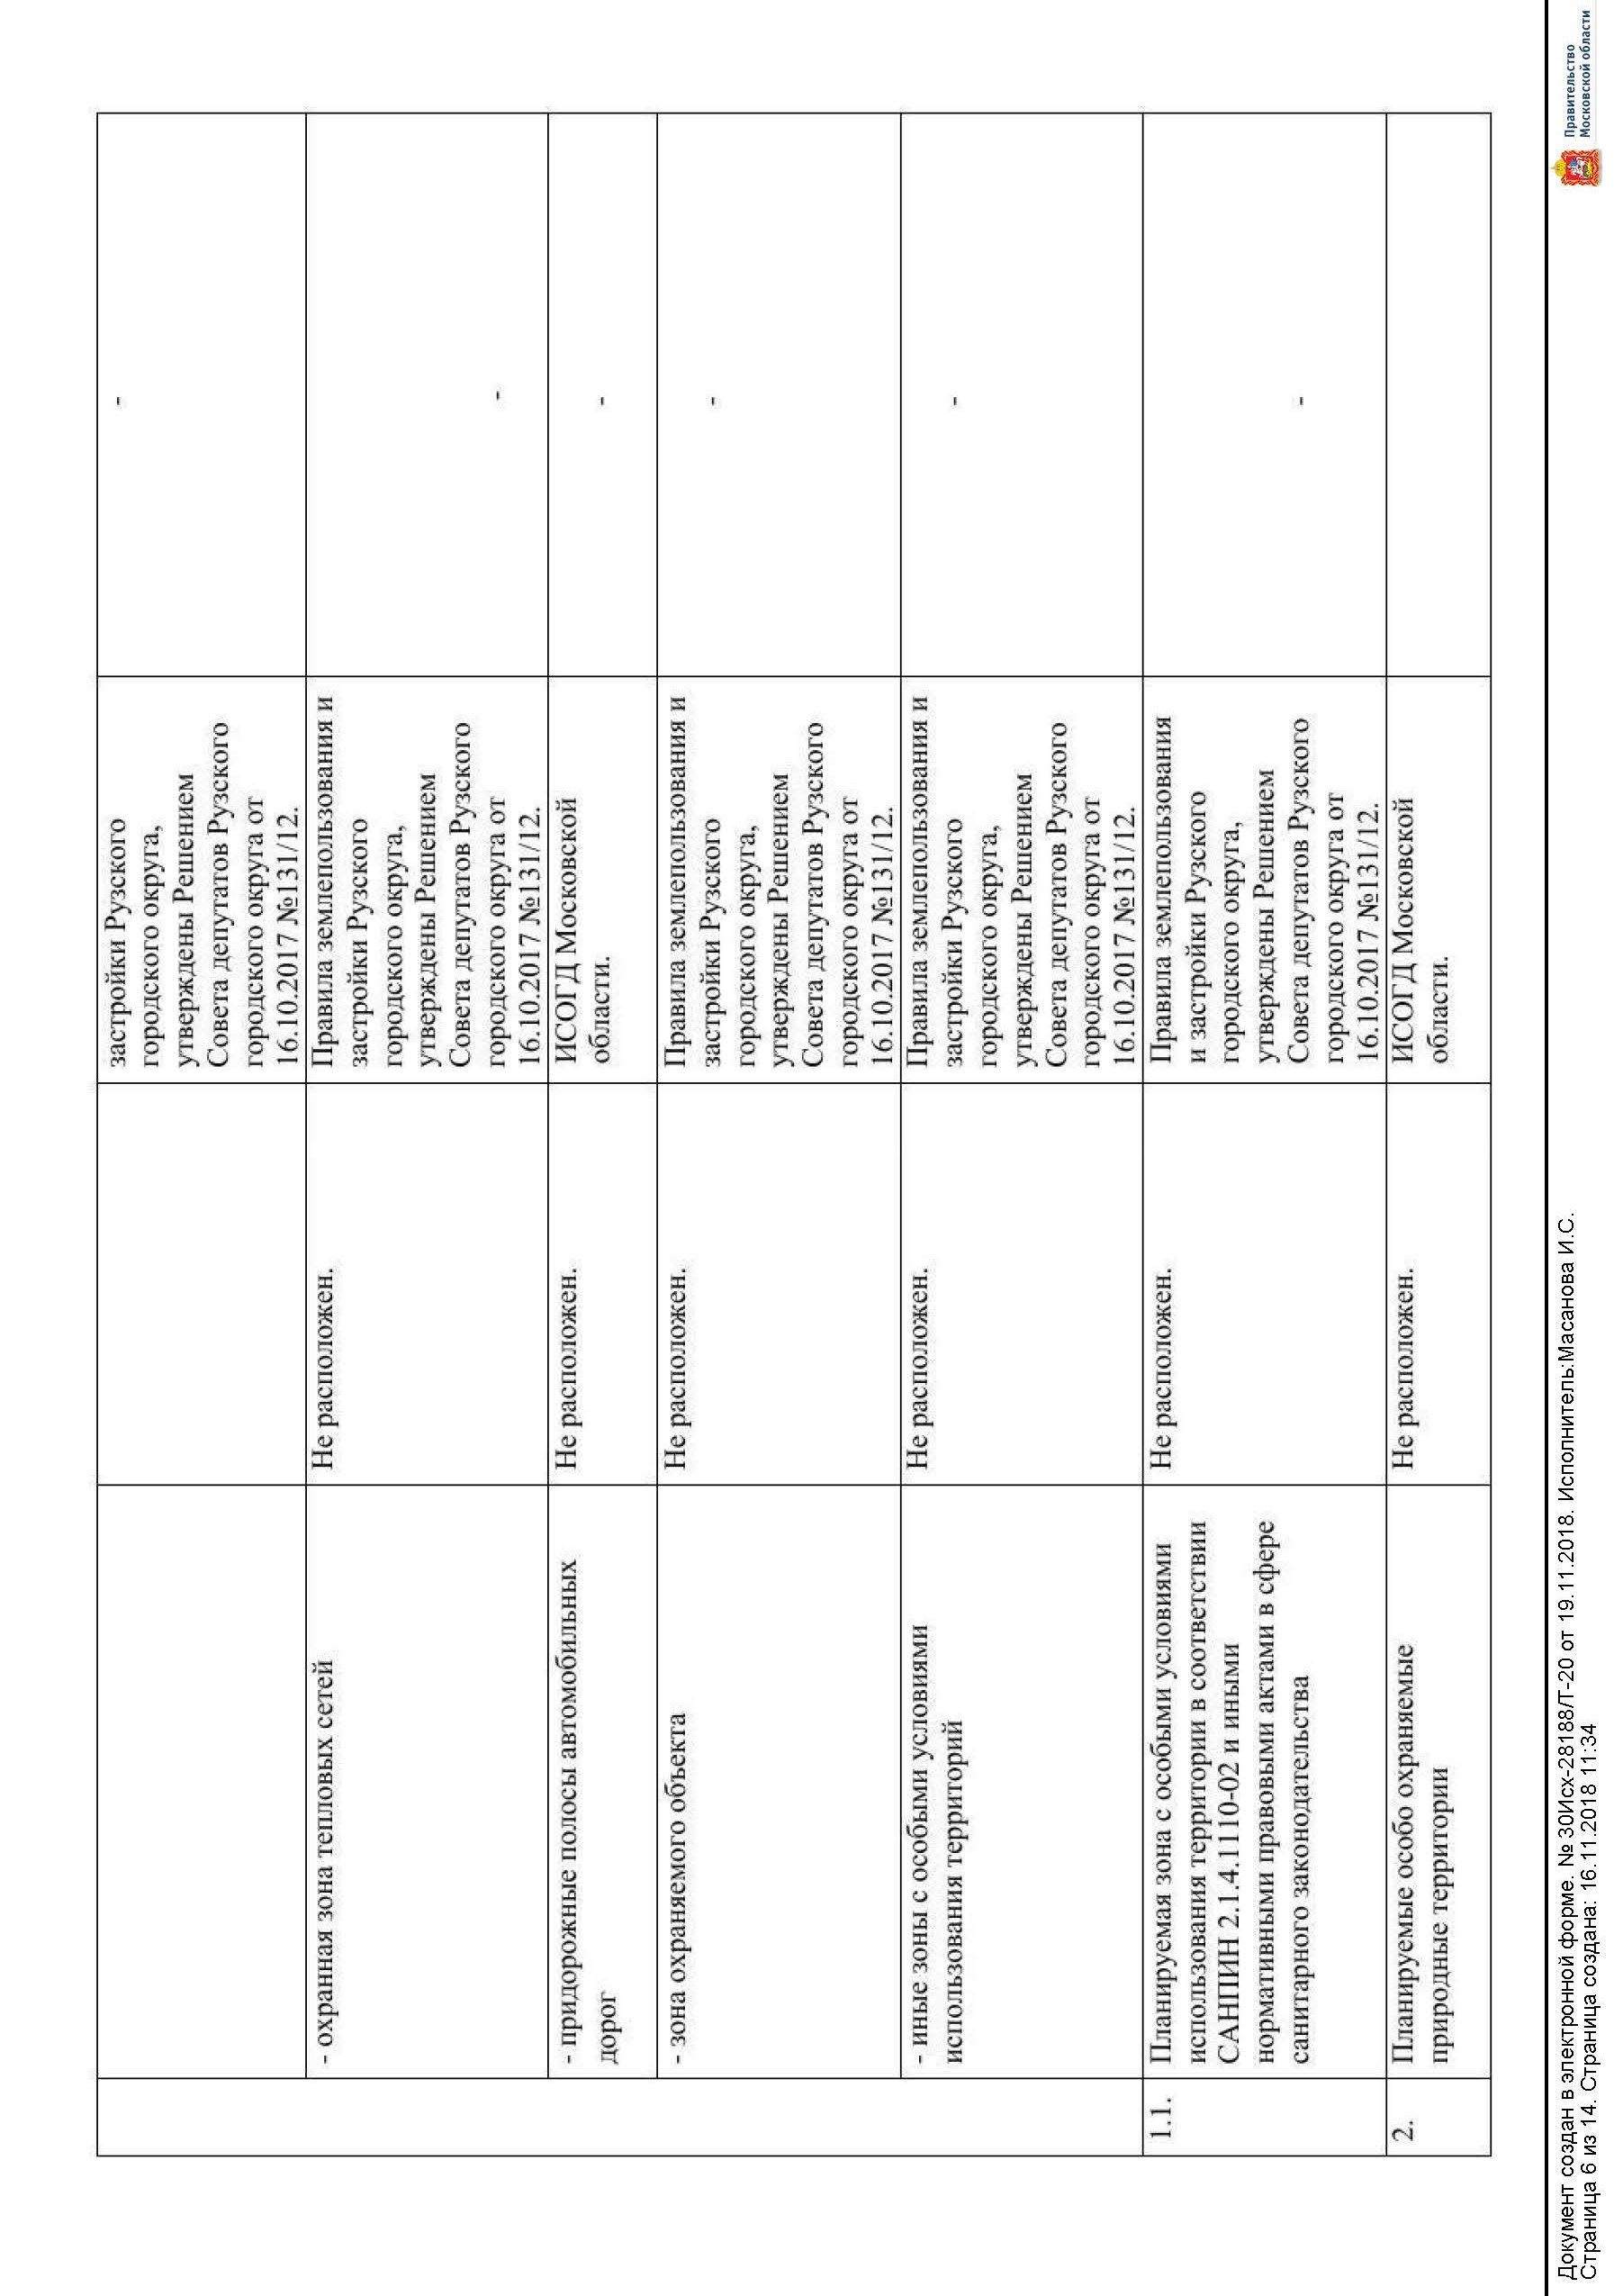 застройки Рузского
городского округа,
утверждены Решением
Совета депутатов Рузского
городского округа от
16.10.2017 №131/12.
-
- охранная зона тепловых сетей
Не расположен.
Правила землепользования и
застройки Рузского
городского округа,
утверждены Решением
Совета депутатов Рузского
городского округа от
16.10.2017 №131/12.
-
- придорожные полосы автомобильных
дорог
Не расположен.
ИСОГД Московской
области.
-
- зона охраняемого объекта
Не расположен.
Правила землепользования и
застройки Рузского
городского округа,
утверждены Решением
Совета депутатов Рузского
городского округа от
16.10.2017 №131/12.
-
- иные зоны с особыми условиями
использования территорий
Не расположен.
Правила землепользования и
застройки Рузского
городского округа,
утверждены Решением
Совета депутатов Рузского
городского округа от
16.10.2017 №131/12.
-
1.1.
Планируемая зона с особыми условиями
использования территории в соответствии
САНПИН 2.1.4.1110-02 и иными
нормативными правовыми актами в сфере
санитарного законодательства
Не расположен.
Правила землепользования
и застройки Рузского
городского округа,
утверждены Решением
Совета депутатов Рузского
городского округа от
16.10.2017 №131/12.
-
2.
Планируемые особо охраняемые
природные территории
Не расположен.
ИСОГД Московской
области.
Документ создан в электронной форме. № 30Исх-28188/Т-20 от 19.11.2018. Исполнитель:Масанова И.С.
Страница 6 из 14. Страница создана: 16.11.2018 11:34
Правительство
Московской области